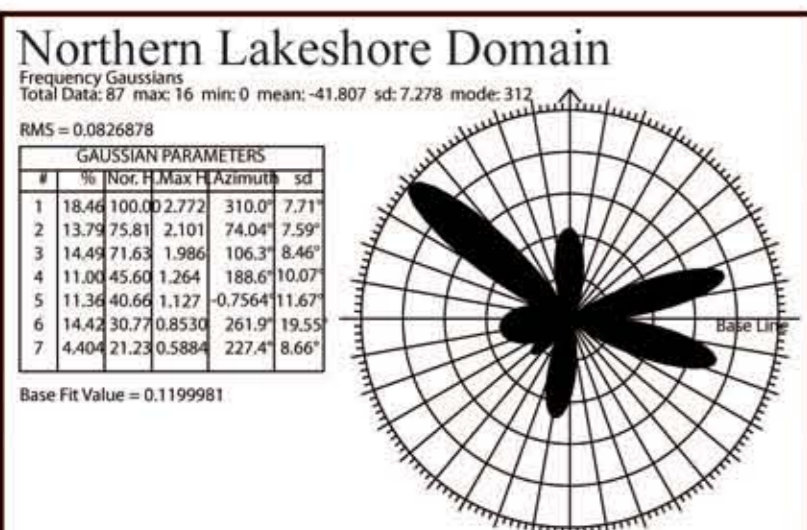 Northern Lakeshore Domain
Frequency Gaussians
Total Data: 87 max: 16 min: 0 mean: -41.807 sd: 7.278 mode: 312
RMS = 0.0826878
GAUSSIAN PARAMETERS
# % Nor. H. Max H. Azimuth sd
1 18.46 100.00 2.772 310.0° 7.71°
2 13.79 75.81 2.101 74.04° 7.59°
3 14.49 71.63 1.986 106.3° 8.46°
4 11.00 45.60 1.264 188.6° 10.07°
5 11.36 40.66 1.127 -0.7564° 11.67°
6 14.42 30.77 0.8530 261.9° 19.55°
7 4.404 21.23 0.5884 227.4° 8.66°
Base Line
Base Fit Value = 0.1199981